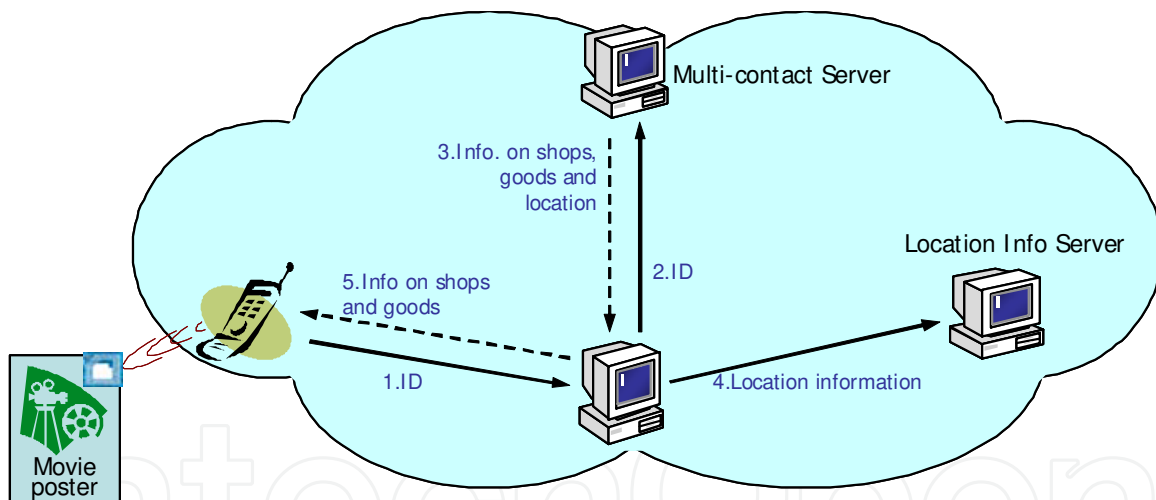 Multi-contact Server
3.Info. on shops,
goods and
location
Location Info Server
2.ID
5.Info on shops
and goods
1.ID
4.Location information
Movie
poster